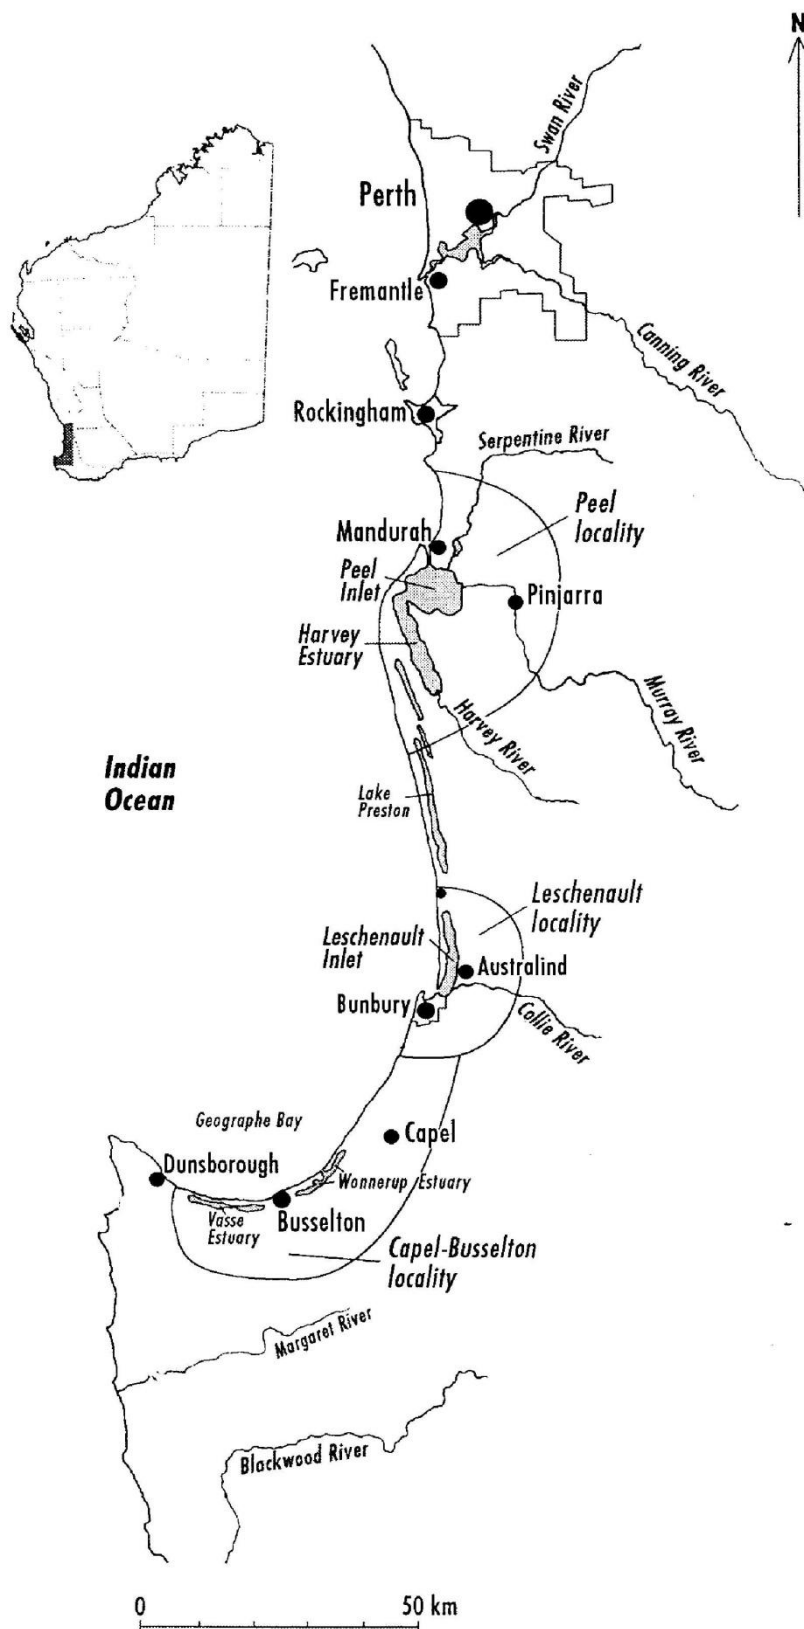 N
Swan River
Perth
Fremantle
Canning River
Rockingham
Serpentine River
Peel
locality
Mandurah
Peel
Inlet
Pinjarra
Harvey
Estuary
Murray River
Harvey River
Indian
Ocean
Lake
Preston
Leschenault
locality
Leschenault
Inlet
Australind
Bunbury
Collie River
Geographe Bay
Capel
Dunsborough
Wonnerup Estuary
Vasse
Estuary
Busselton
Capel-Busselton
locality
Margaret River
Blackwood River
0
50 km